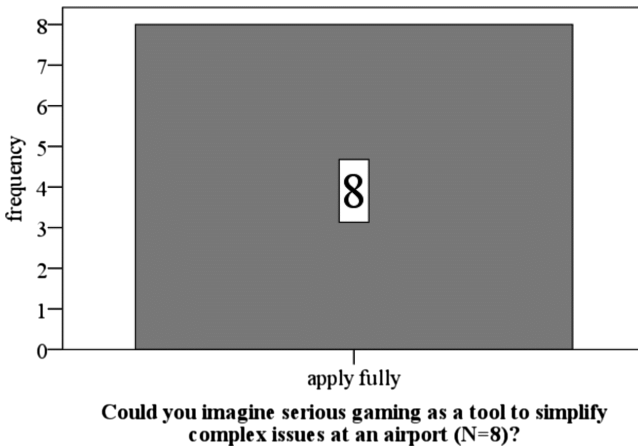 8
7
6
5
4
3
2
1
0
frequency
8
apply fully
Could you imagine serious gaming as a tool to simplify
complex issues at an airport (N=8)?